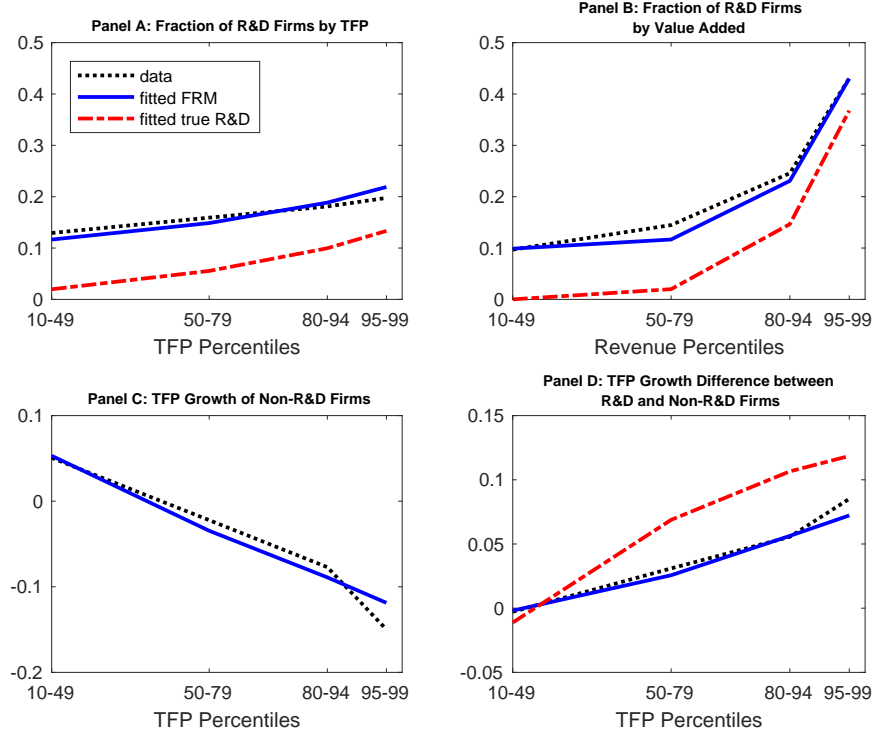 Panel A: Fraction of R&D Firms by TFP
0.5
0.4
0.3
0.2
0.1
0
data
fitted FRM
fitted true R&D
10-49
50-79
80-94
95-99
TFP Percentiles
Panel B: Fraction of R&D Firms
by Value Added
0.5
0.4
0.3
0.2
0.1
0
10-49
50-79
80-94
95-99
Revenue Percentiles
Panel C: TFP Growth of Non-R&D Firms
0.1
0
-0.1
-0.2
10-49
50-79
80-94
95-99
TFP Percentiles
Panel D: TFP Growth Difference between
R&D and Non-R&D Firms
0.15
0.1
0.05
0
-0.05
10-49
50-79
80-94
95-99
TFP Percentiles